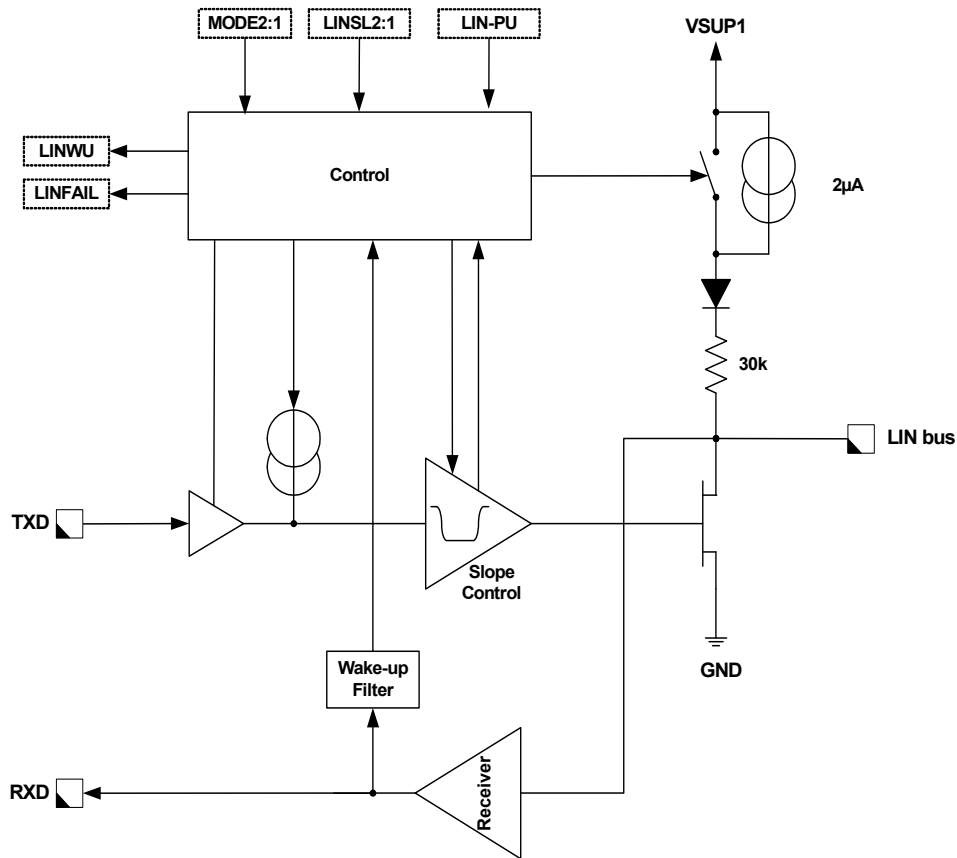 MODE2:1
LINSL2:1
LIN-PU
VSUP1
LINWU
LINFAIL
Control
2µA
30k
LIN bus
TXD
Slope
Control
Wake-up
Filter
GND
RXD
Receiver